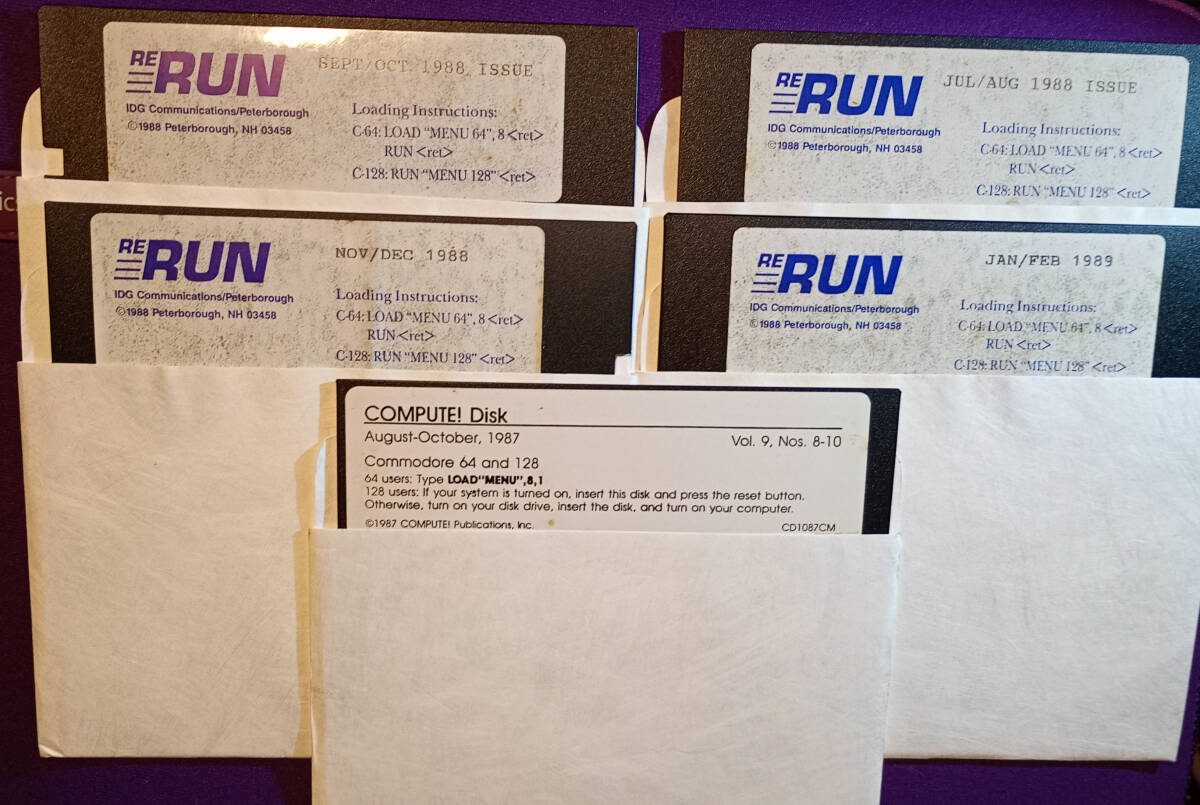 RE RUN
SEPT/OCT 1988 ISSUE
IDG Communications/Peterborough
©1988 Peterborough, NH 03458
Loading Instructions:
C-64: LOAD "MENU 64", 8 <ret>
RUN <ret>
C-128: RUN "MENU 128" <ret>
RE RUN
JUL/AUG 1988 ISSUE
IDG Communications/Peterborough
©1988 Peterborough, NH 03458
Loading Instructions:
C-64: LOAD "MENU 64", 8 <ret>
RUN <ret>
C-128: RUN "MENU 128" <ret>
RE RUN
NOV/DEC 1988
IDG Communications/Peterborough
©1988 Peterborough, NH 03458
Loading Instructions:
C-64: LOAD "MENU 64", 8 <ret>
RUN <ret>
C-128: RUN "MENU 128" <ret>
RE RUN
JAN/FEB 1989
IDG Communications/Peterborough
©1988 Peterborough, NH 03458
Loading Instructions:
C-64: LOAD "MENU 64", 8 <ret>
RUN <ret>
C-128: RUN "MENU 128" <ret>
COMPUTE! Disk
August-October, 1987
Vol. 9, Nos. 8-10
Commodore 64 and 128
64 users: Type LOAD"MENU",8,1
128 users: If your system is turned on, insert this disk and press the reset button.
Otherwise, turn on your disk drive, insert the disk, and turn on your computer.
©1987 COMPUTE! Publications, Inc.
CD1087CM